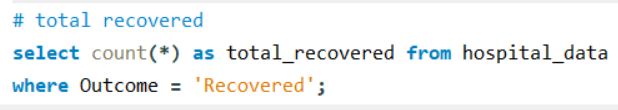 # total recovered
select count(*) as total_recovered from hospital_data
where Outcome = 'Recovered';